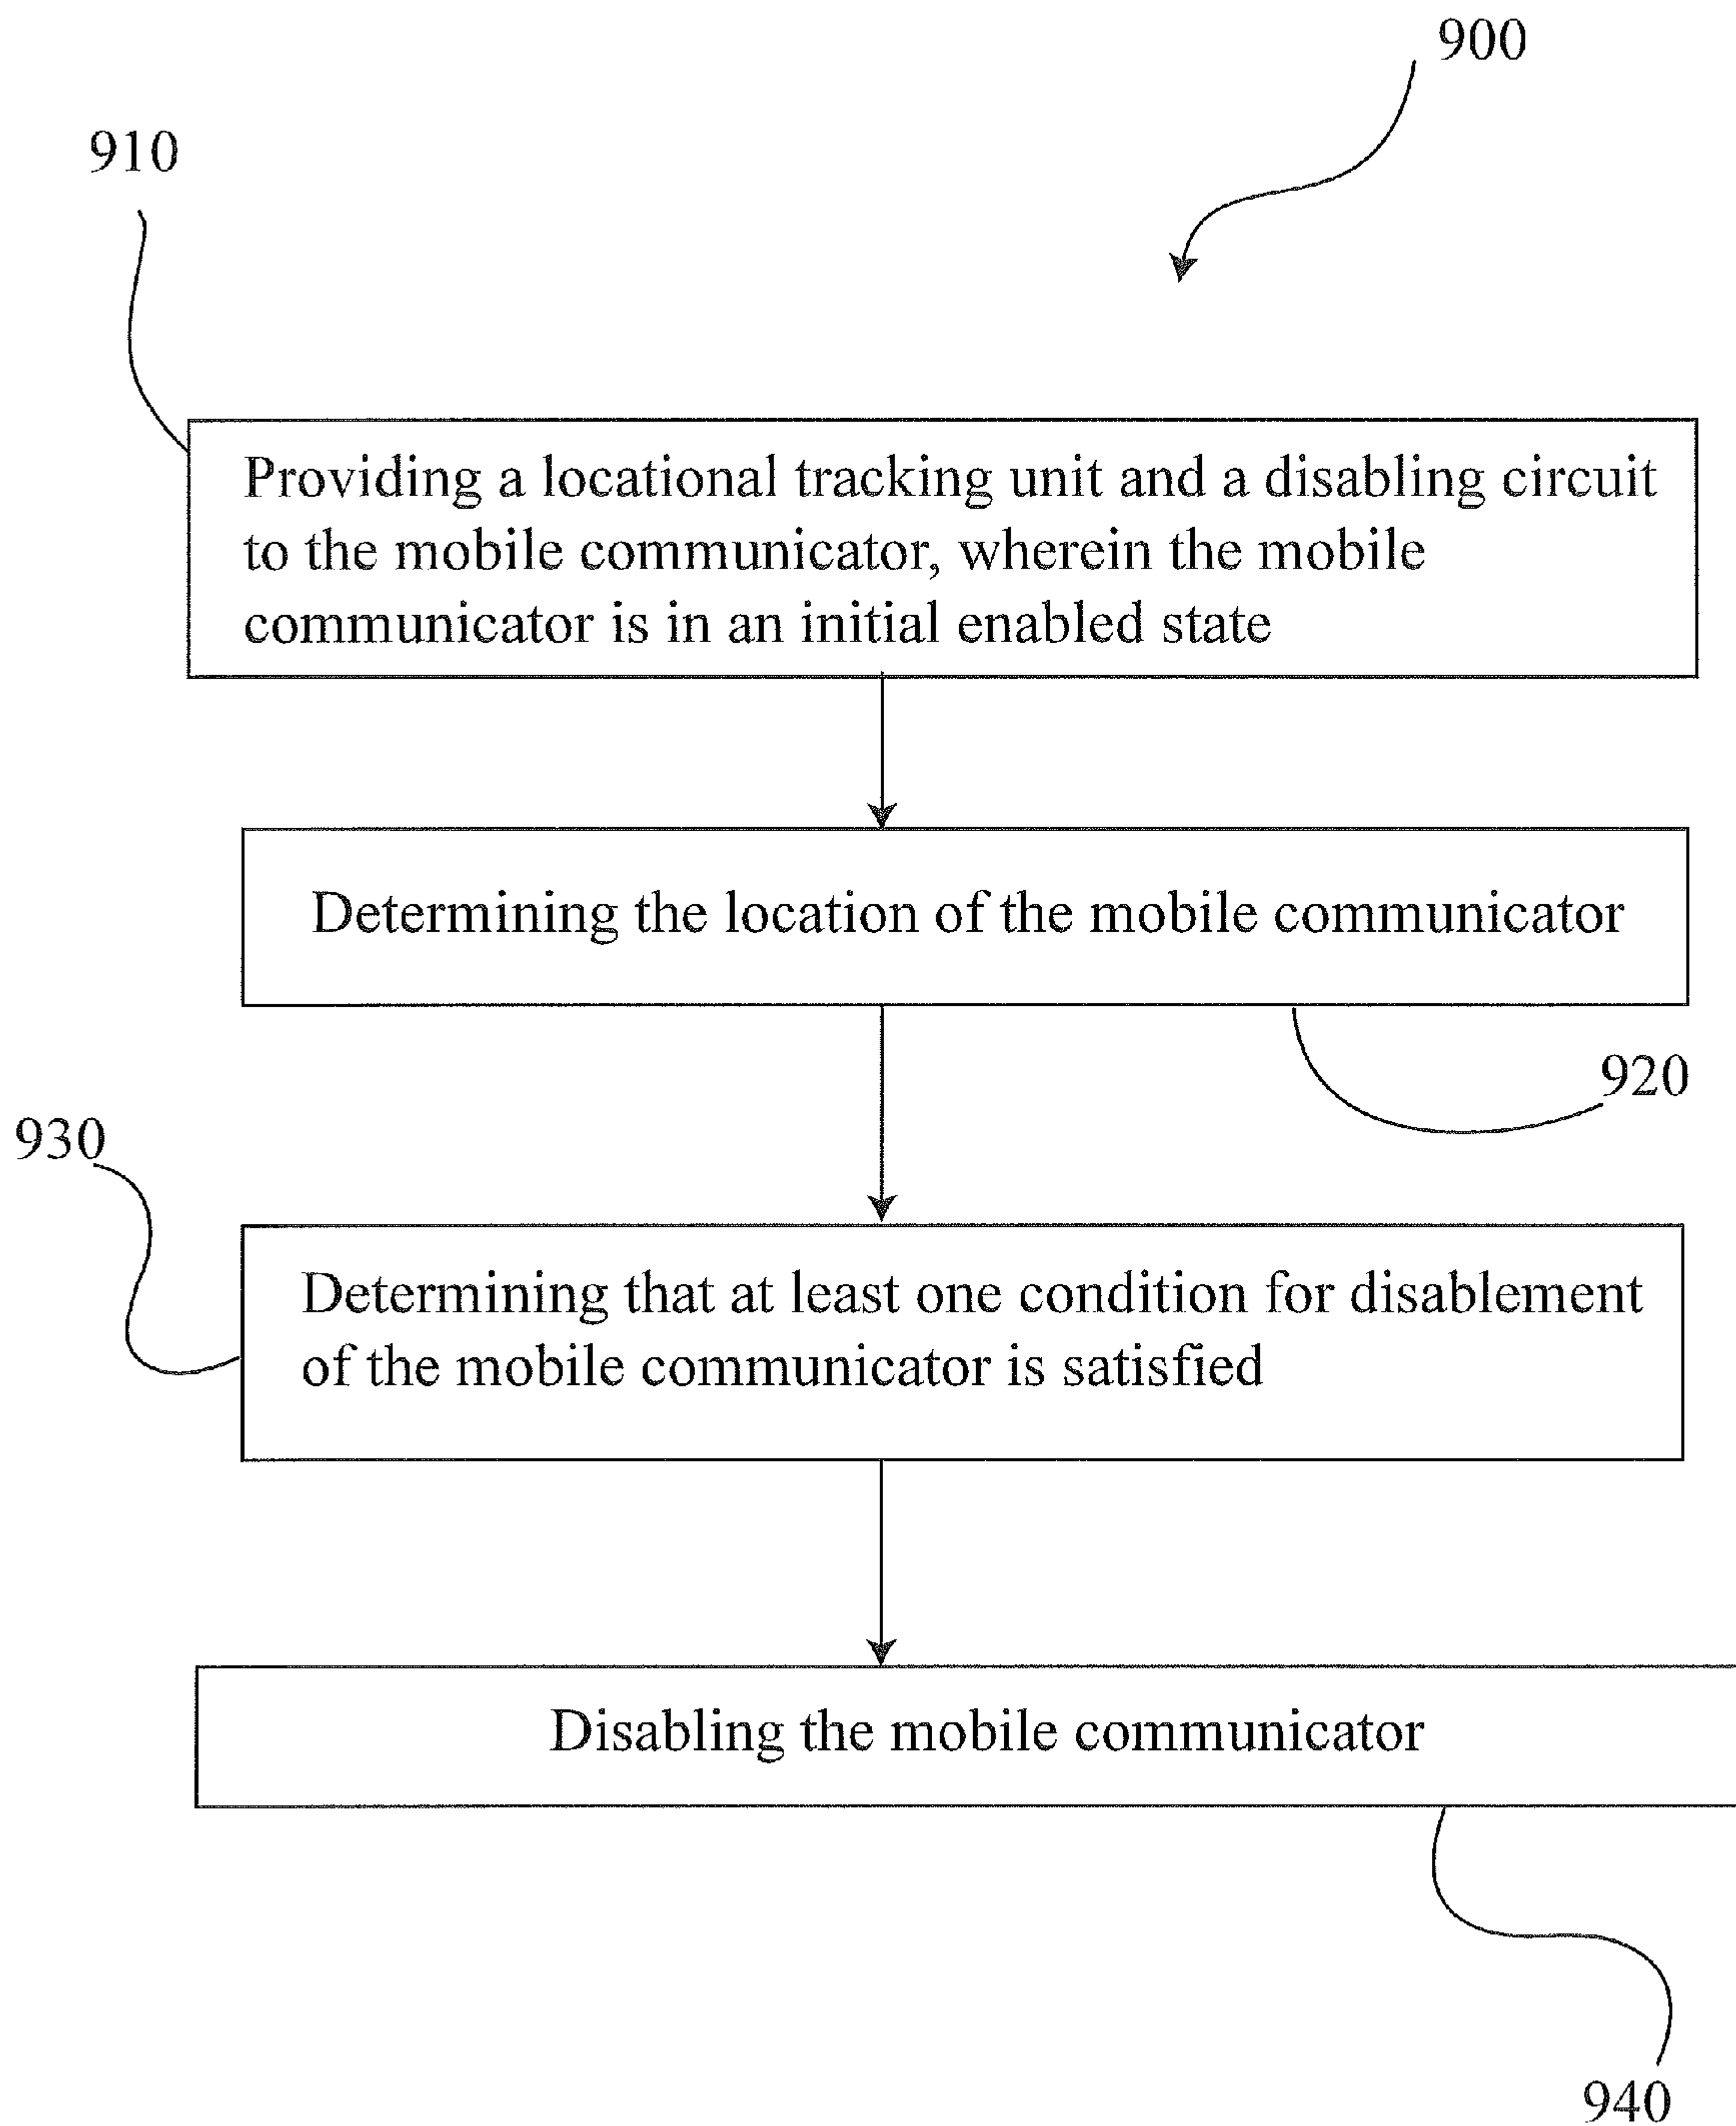 900
910
Providing a locational tracking unit and a disabling circuit
to the mobile communicator, wherein the mobile
communicator is in an initial enabled state
Determining the location of the mobile communicator
920
930
Determining that at least one condition for disablement
of the mobile communicator is satisfied
Disabling the mobile communicator
940